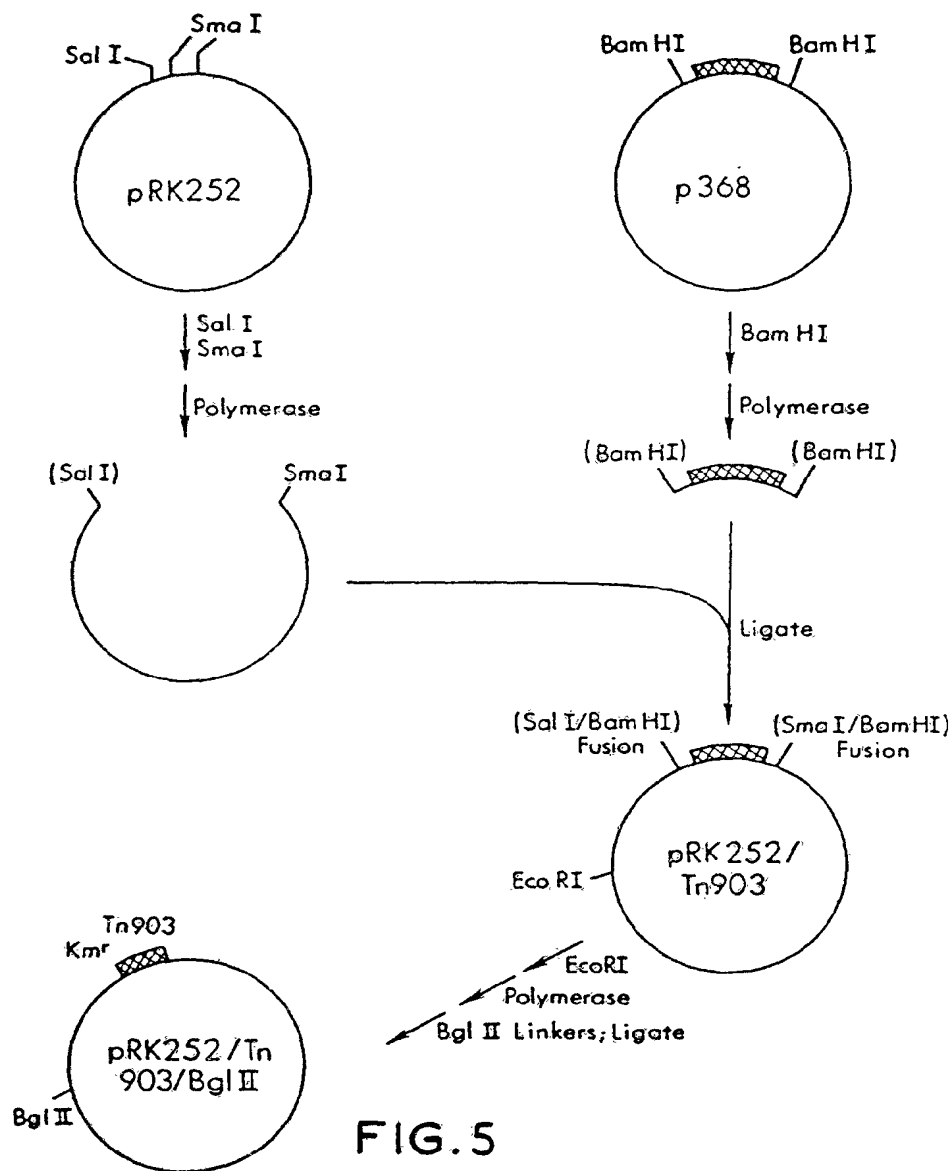 Sal I
Sma I
pRK252
Sal I
Sma I
Polymerase
(Sal I)
Sma I
Bam HI
Bam HI
p368
Bam HI
Polymerase
(Bam HI)
(Bam HI)
Ligate
(Sal I/Bam HI)
Fusion
(Sma I/Bam HI)
Fusion
Eco RI
pRK252/
Tn903
EcoRI
Polymerase
Bgl II Linkers; Ligate
Tn903
Kmr
pRK252/Tn
903/Bgl II
Bgl II
FIG. 5